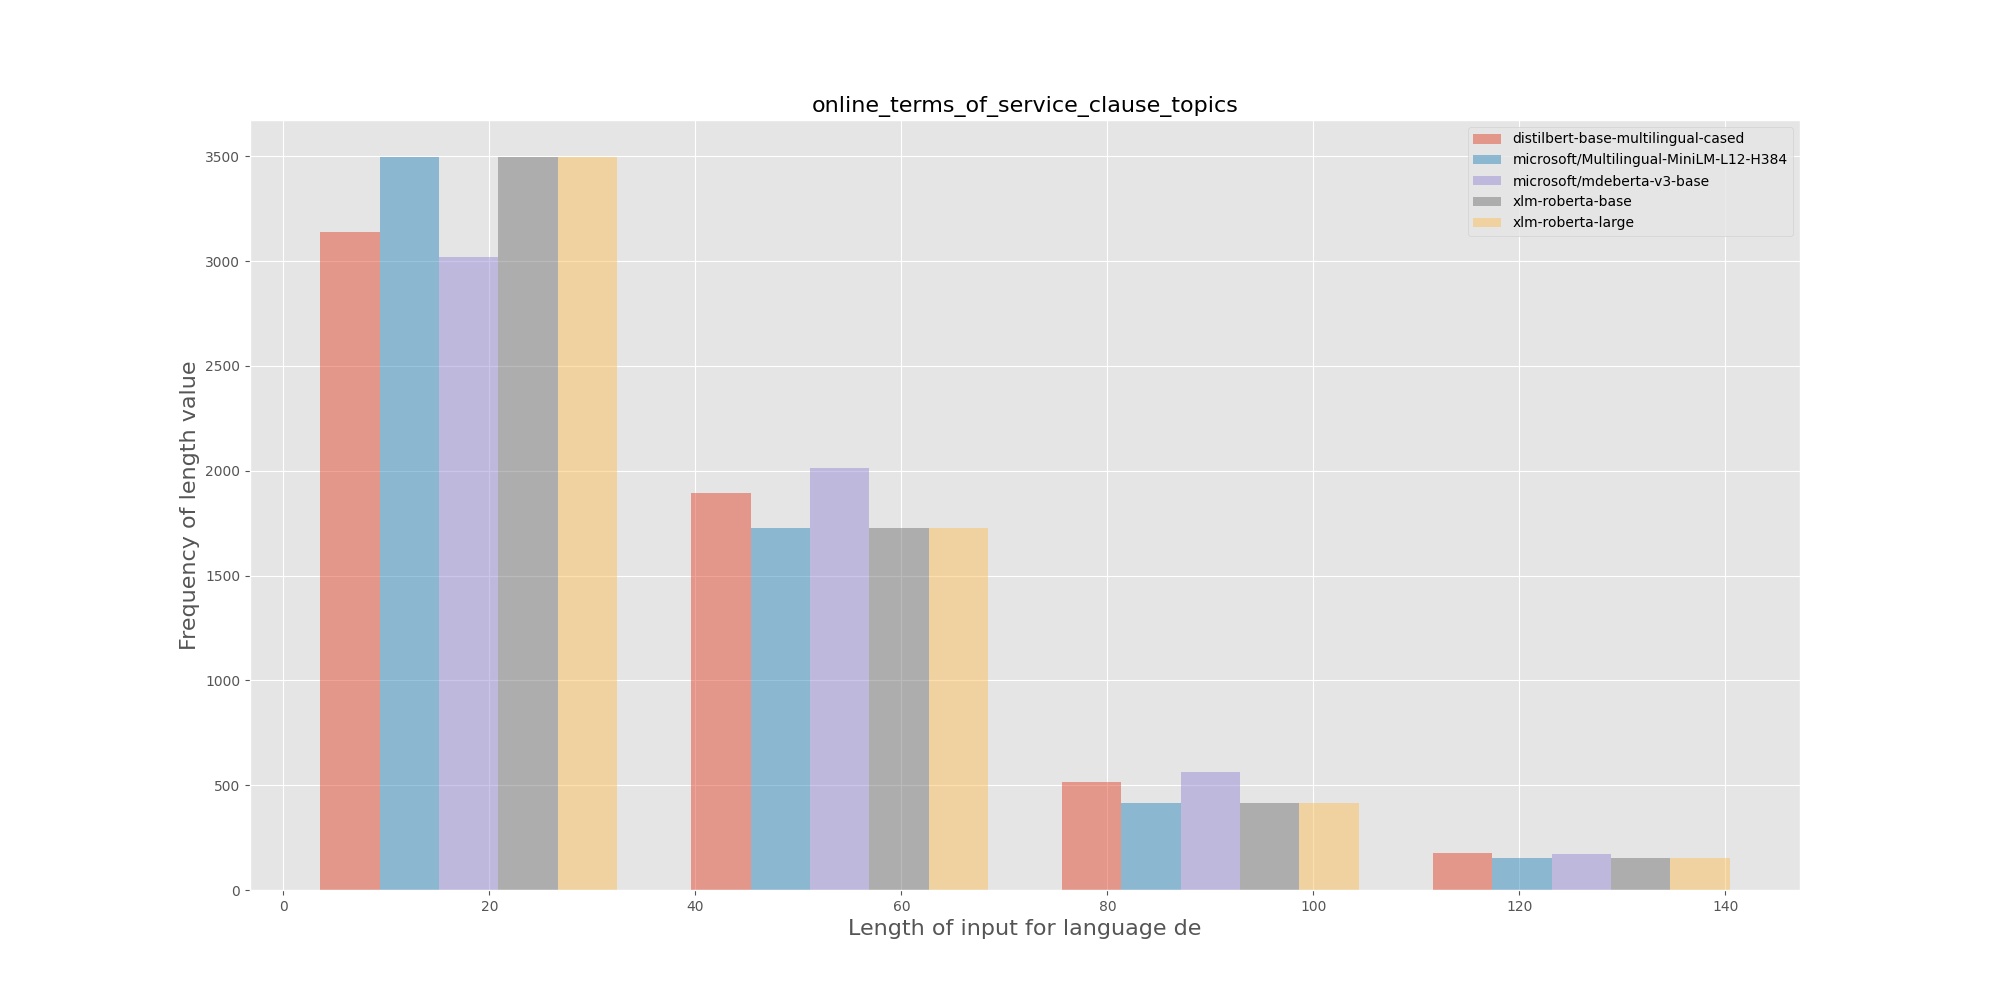 online_terms_of_service_clause_topics
distilbert-base-multilingual-cased
microsoft/Multilingual-MiniLM-L12-H384
microsoft/mdeberta-v3-base
xlm-roberta-base
xlm-roberta-large
Frequency of length value
3500
3000
2500
2000
1500
1000
500
0
0 20 40 60 80 100 120 140
Length of input for language de